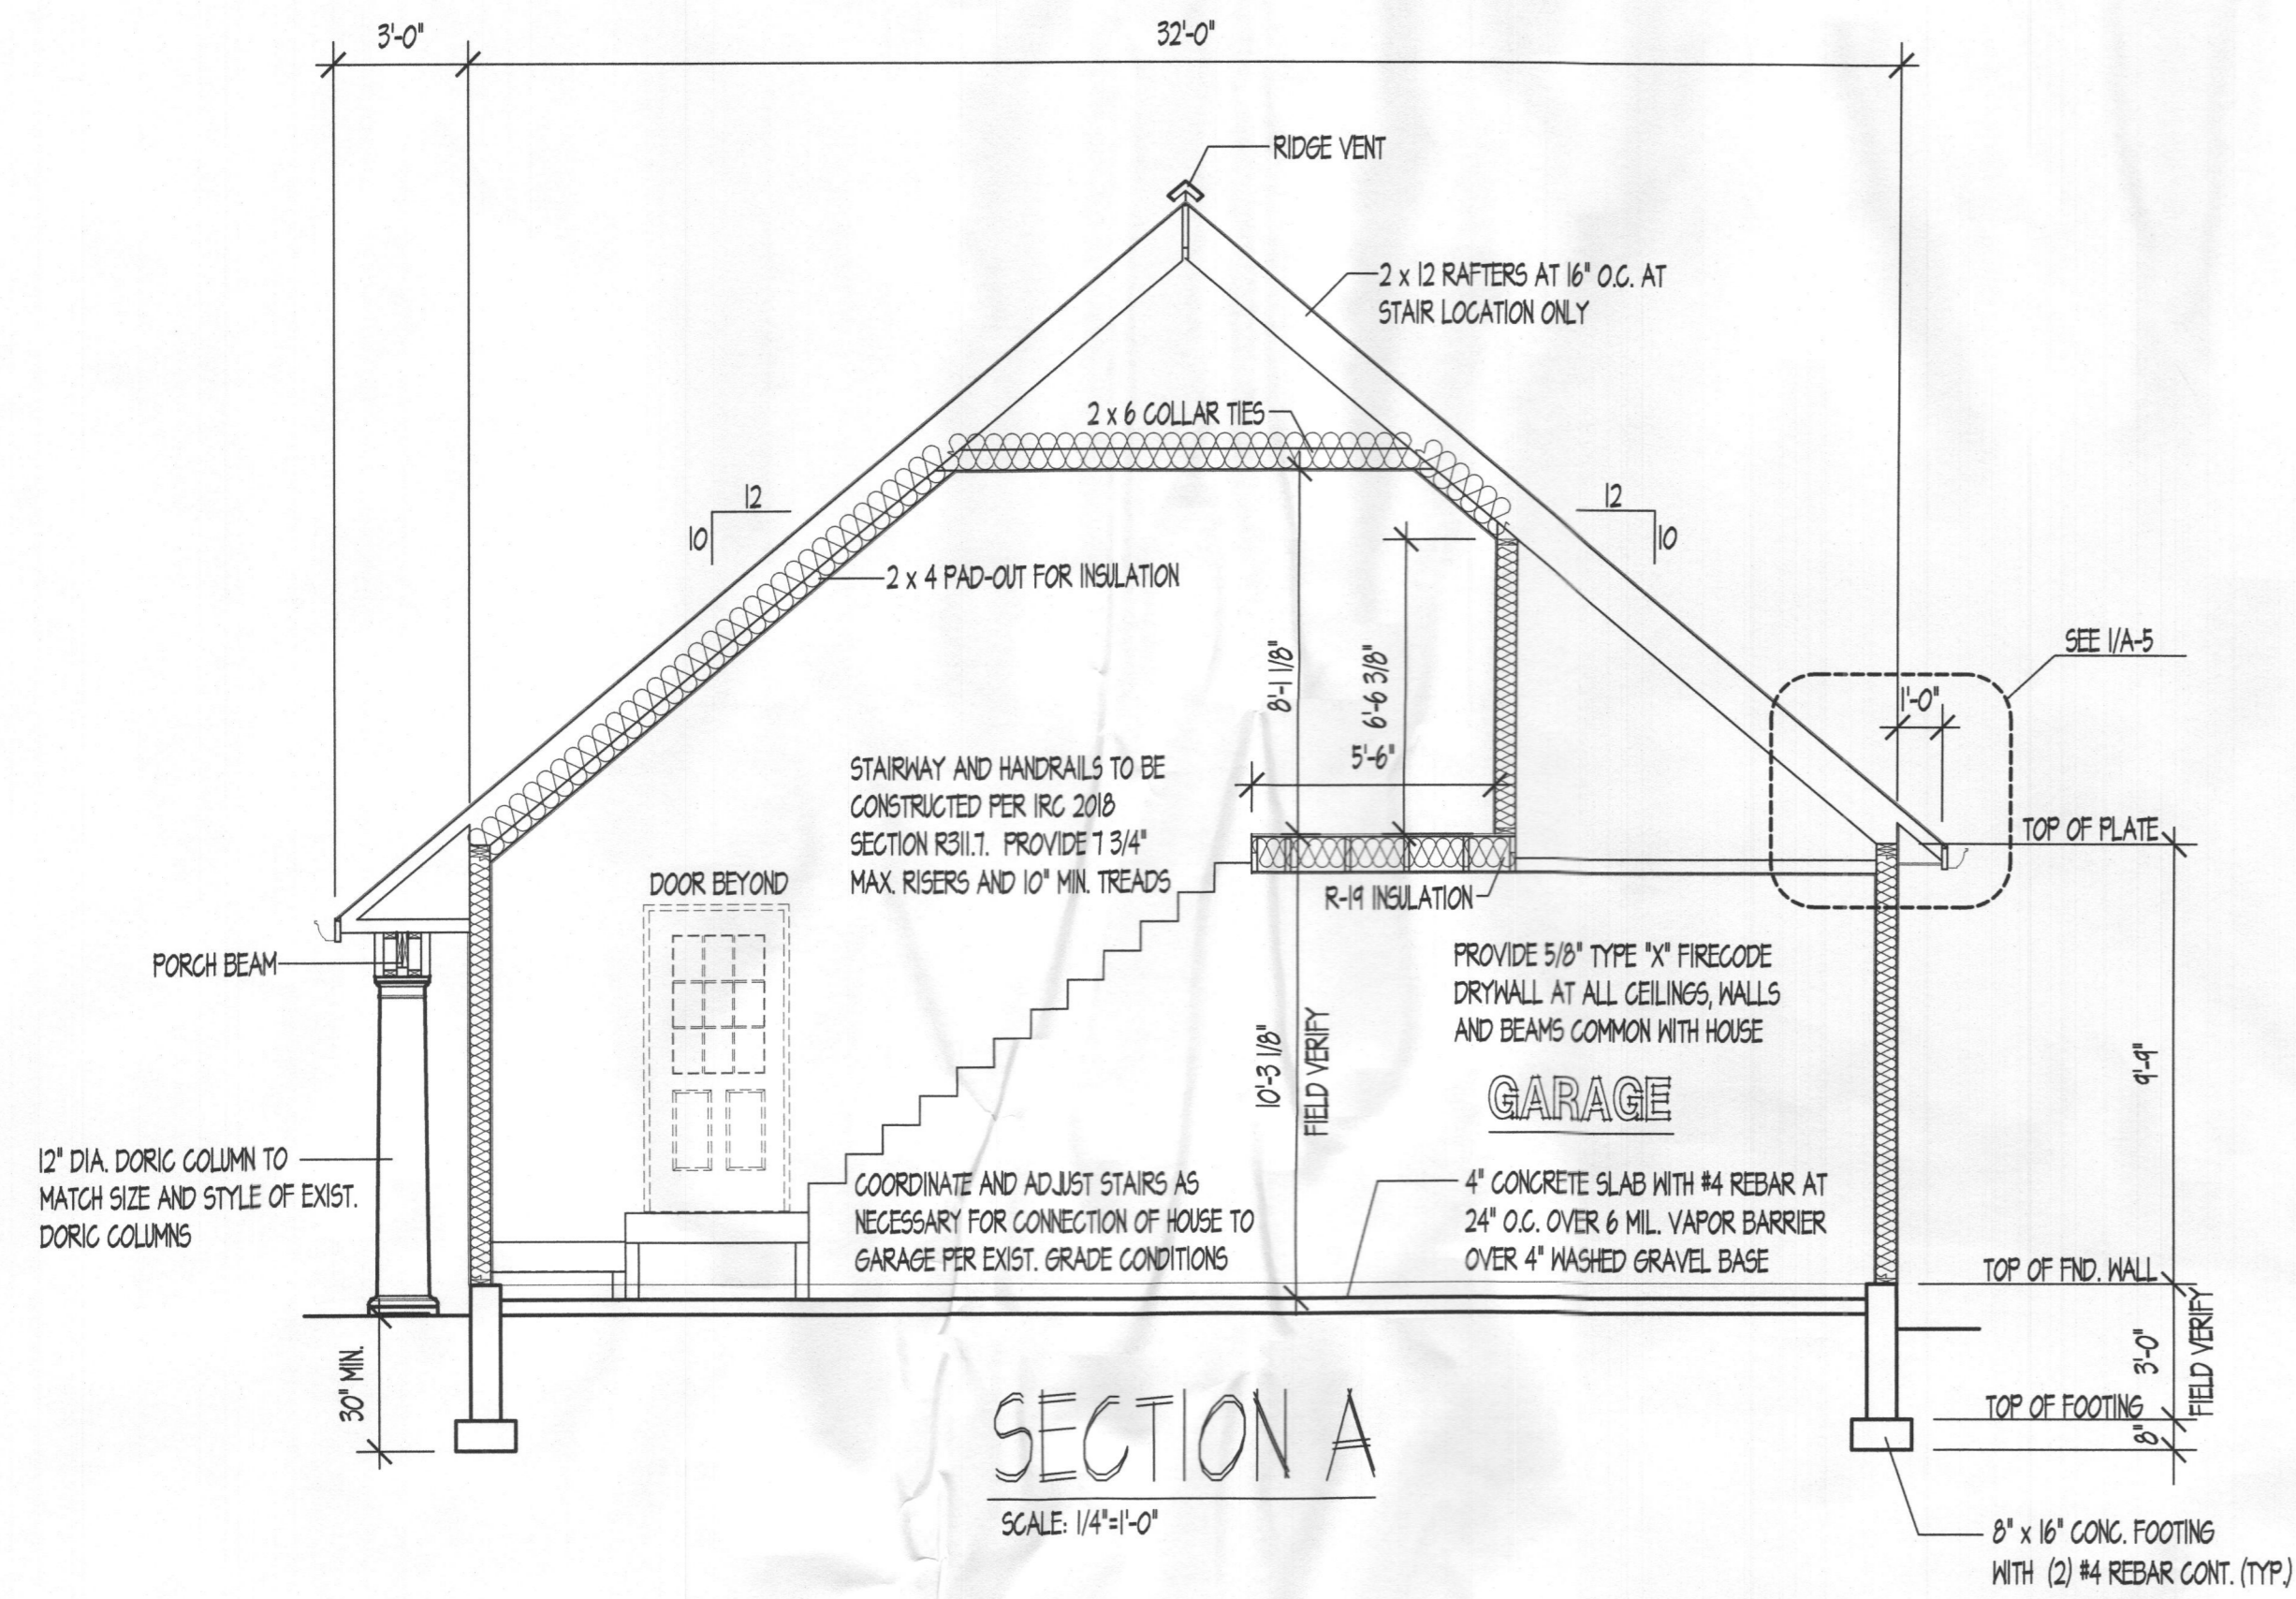 3'-0"
32'-0"
RIDGE VENT
2 x 12 RAFTERS AT 16" O.C. AT
STAIR LOCATION ONLY
2 x 6 COLLAR TIES
12
10
12
10
2 x 4 PAD-OUT FOR INSULATION
SEE 1/A-5
1'-0"
8'-1 1/8"
6'-6 3/8"
5'-6"
STAIRWAY AND HANDRAILS TO BE
CONSTRUCTED PER IRC 2018
SECTION R311.7. PROVIDE 7 3/4"
MAX. RISERS AND 10" MIN. TREADS
TOP OF PLATE
DOOR BEYOND
R-19 INSULATION
PORCH BEAM
PROVIDE 5/8" TYPE "X" FIRECODE
DRYWALL AT ALL CEILINGS, WALLS
AND BEAMS COMMON WITH HOUSE
10'-3 1/8"
FIELD VERIFY
9'-9"
GARAGE
12" DIA. DORIC COLUMN TO
MATCH SIZE AND STYLE OF EXIST.
DORIC COLUMNS
COORDINATE AND ADJUST STAIRS AS
NECESSARY FOR CONNECTION OF HOUSE TO
GARAGE PER EXIST. GRADE CONDITIONS
4" CONCRETE SLAB WITH #4 REBAR AT
24" O.C. OVER 6 MIL. VAPOR BARRIER
OVER 4" WASHED GRAVEL BASE
TOP OF FND. WALL
30" MIN.
3'-0"
FIELD VERIFY
TOP OF FOOTING
8"
SECTION A
SCALE: 1/4"=1'-0"
8" x 16" CONC. FOOTING
WITH (2) #4 REBAR CONT. (TYP.)